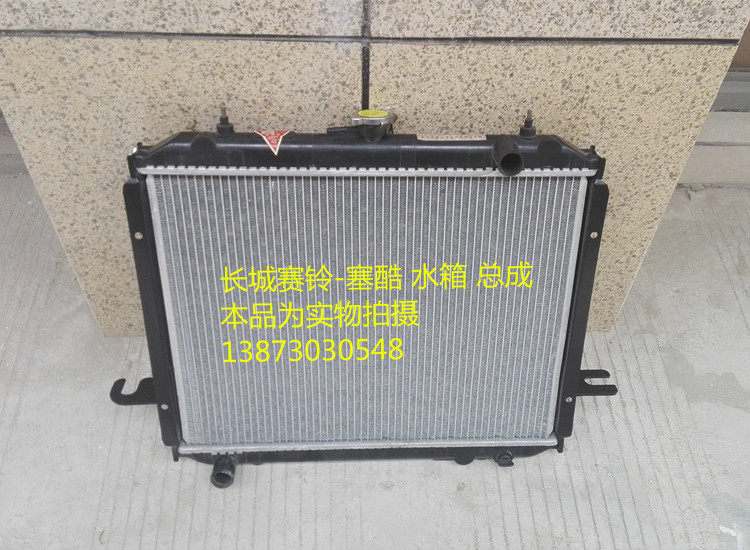 长城赛铃-塞酷 水箱 总成
本品为实物拍摄
13873030548